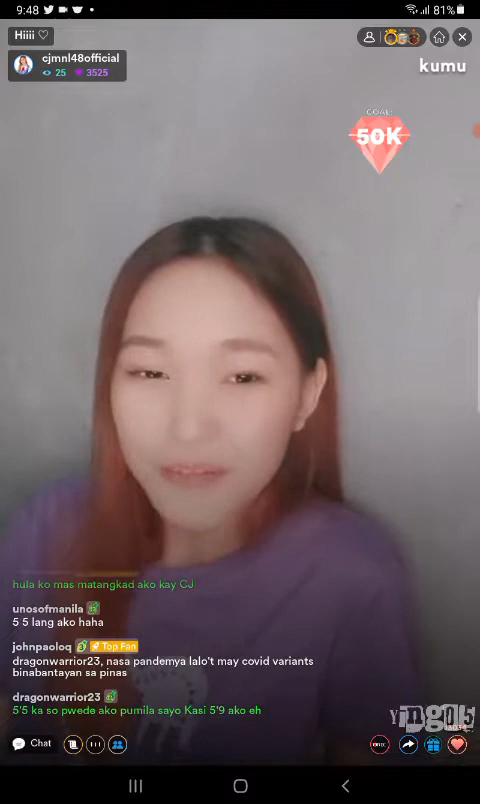 9:48
81%
Hiiii ♡
cjmnl48official
25 3525
kumu
GOAL:
50K
hula ko mas matangkad ako kay CJ
unosofmanila
5 5 lang ako haha
johnpaoloq 3 Top Fan
dragonwarrior23, nasa pandemya lalo't may covid variants
binabantayan sa pinas
dragonwarrior23
5'5 ka so pwede ako pumila sayo Kasi 5'9 ako eh
Chat